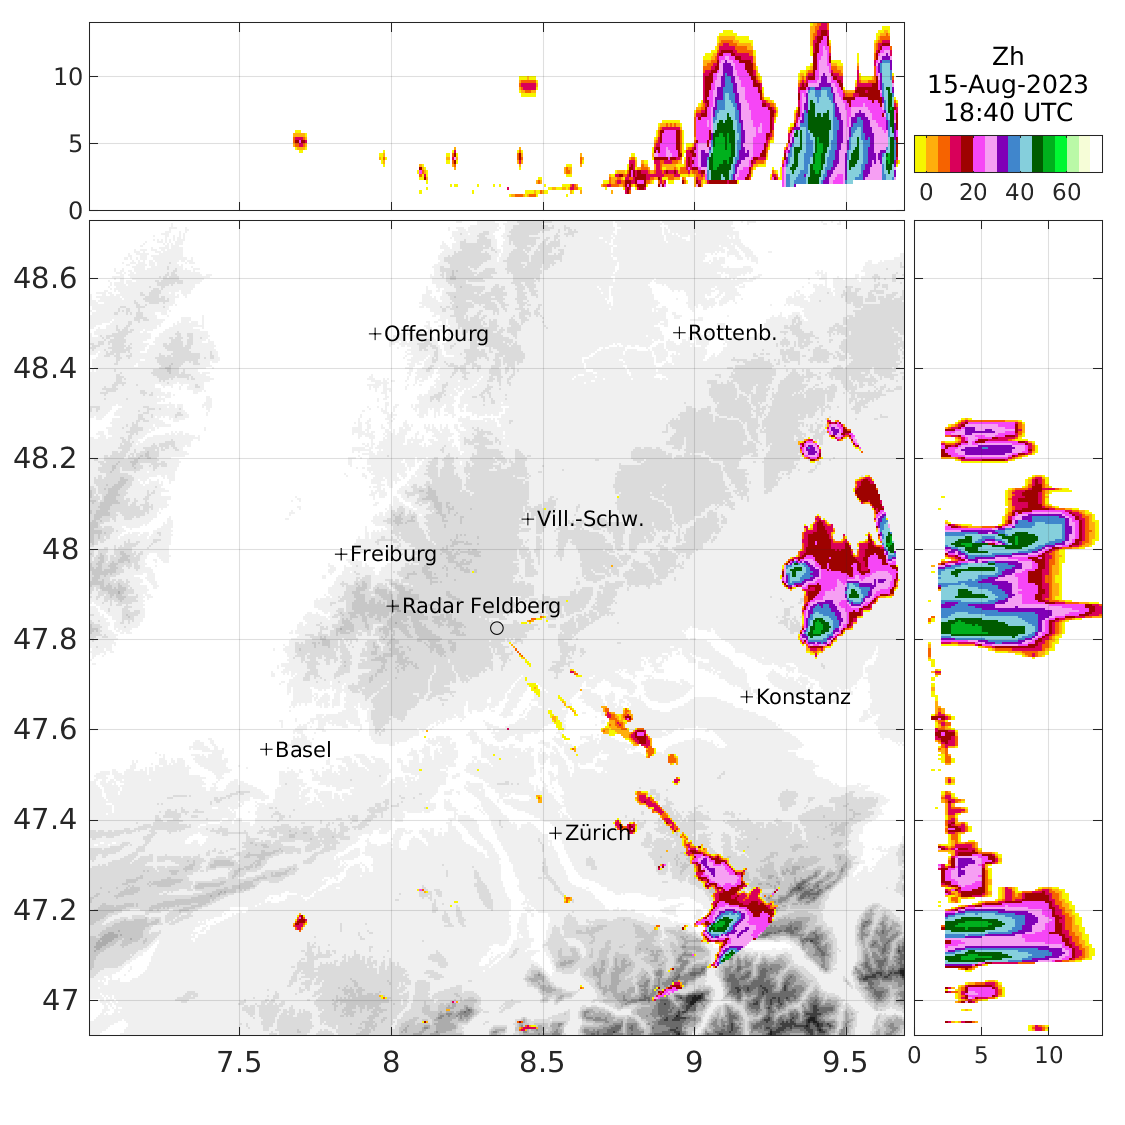 10
5
0
Zh
15-Aug-2023
18:40 UTC
0 20 40 60
48.6
48.4
48.2
48
47.8
47.6
47.4
47.2
47
+Offenburg
+Rottenb.
+Vill.-Schw.
+Freiburg
+Radar Feldberg
+Konstanz
+Basel
+Zürich
7.5 8 8.5 9 9.5
0 5 10